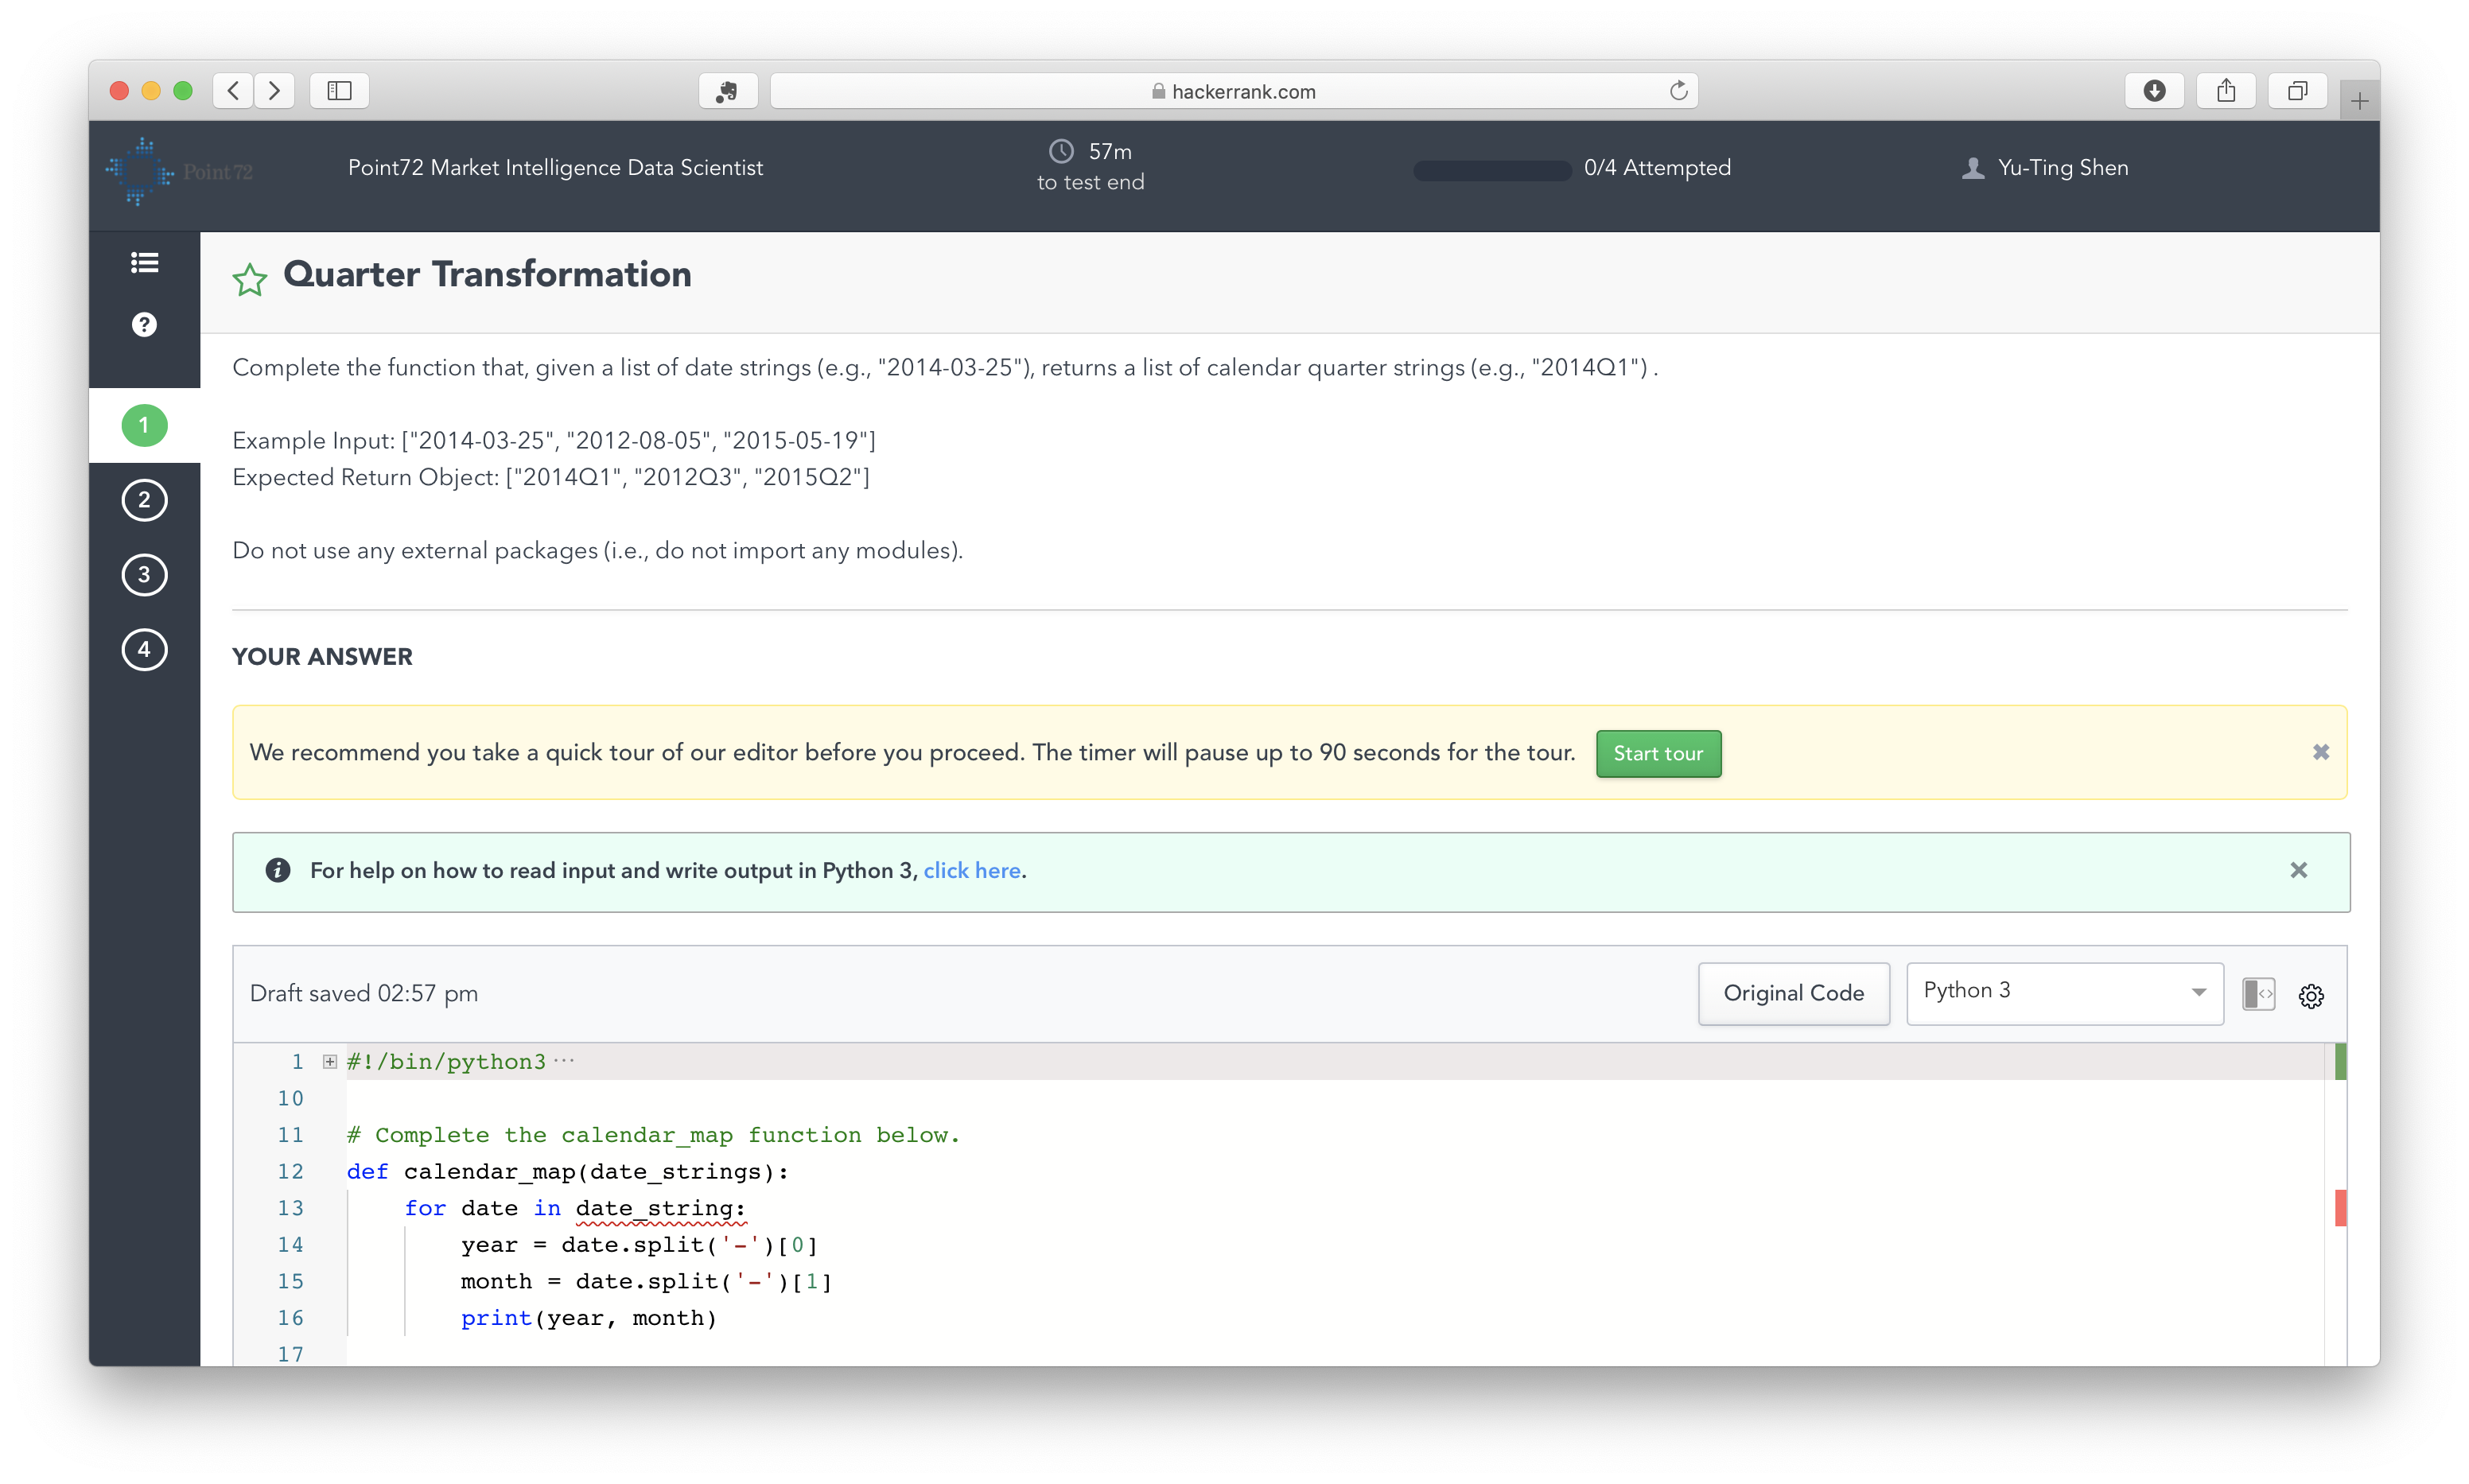 hackerrank.com
Point72
Point72 Market Intelligence Data Scientist
57m
to test end
0/4 Attempted
Yu-Ting Shen
Quarter Transformation
?
1
2
3
4
Complete the function that, given a list of date strings (e.g., "2014-03-25"), returns a list of calendar quarter strings (e.g., "2014Q1") .
Example Input: ["2014-03-25", "2012-08-05", "2015-05-19"]
Expected Return Object: ["2014Q1", "2012Q3", "2015Q2"]
Do not use any external packages (i.e., do not import any modules).
YOUR ANSWER
We recommend you take a quick tour of our editor before you proceed. The timer will pause up to 90 seconds for the tour. Start tour
For help on how to read input and write output in Python 3, click here.
Draft saved 02:57 pm
Original Code
Python 3
1 #!/bin/python3 ···
10
11 # Complete the calendar_map function below.
12 def calendar_map(date_strings):
13     for date in date_string:
14         year = date.split('-')[0]
15         month = date.split('-')[1]
16         print(year, month)
17